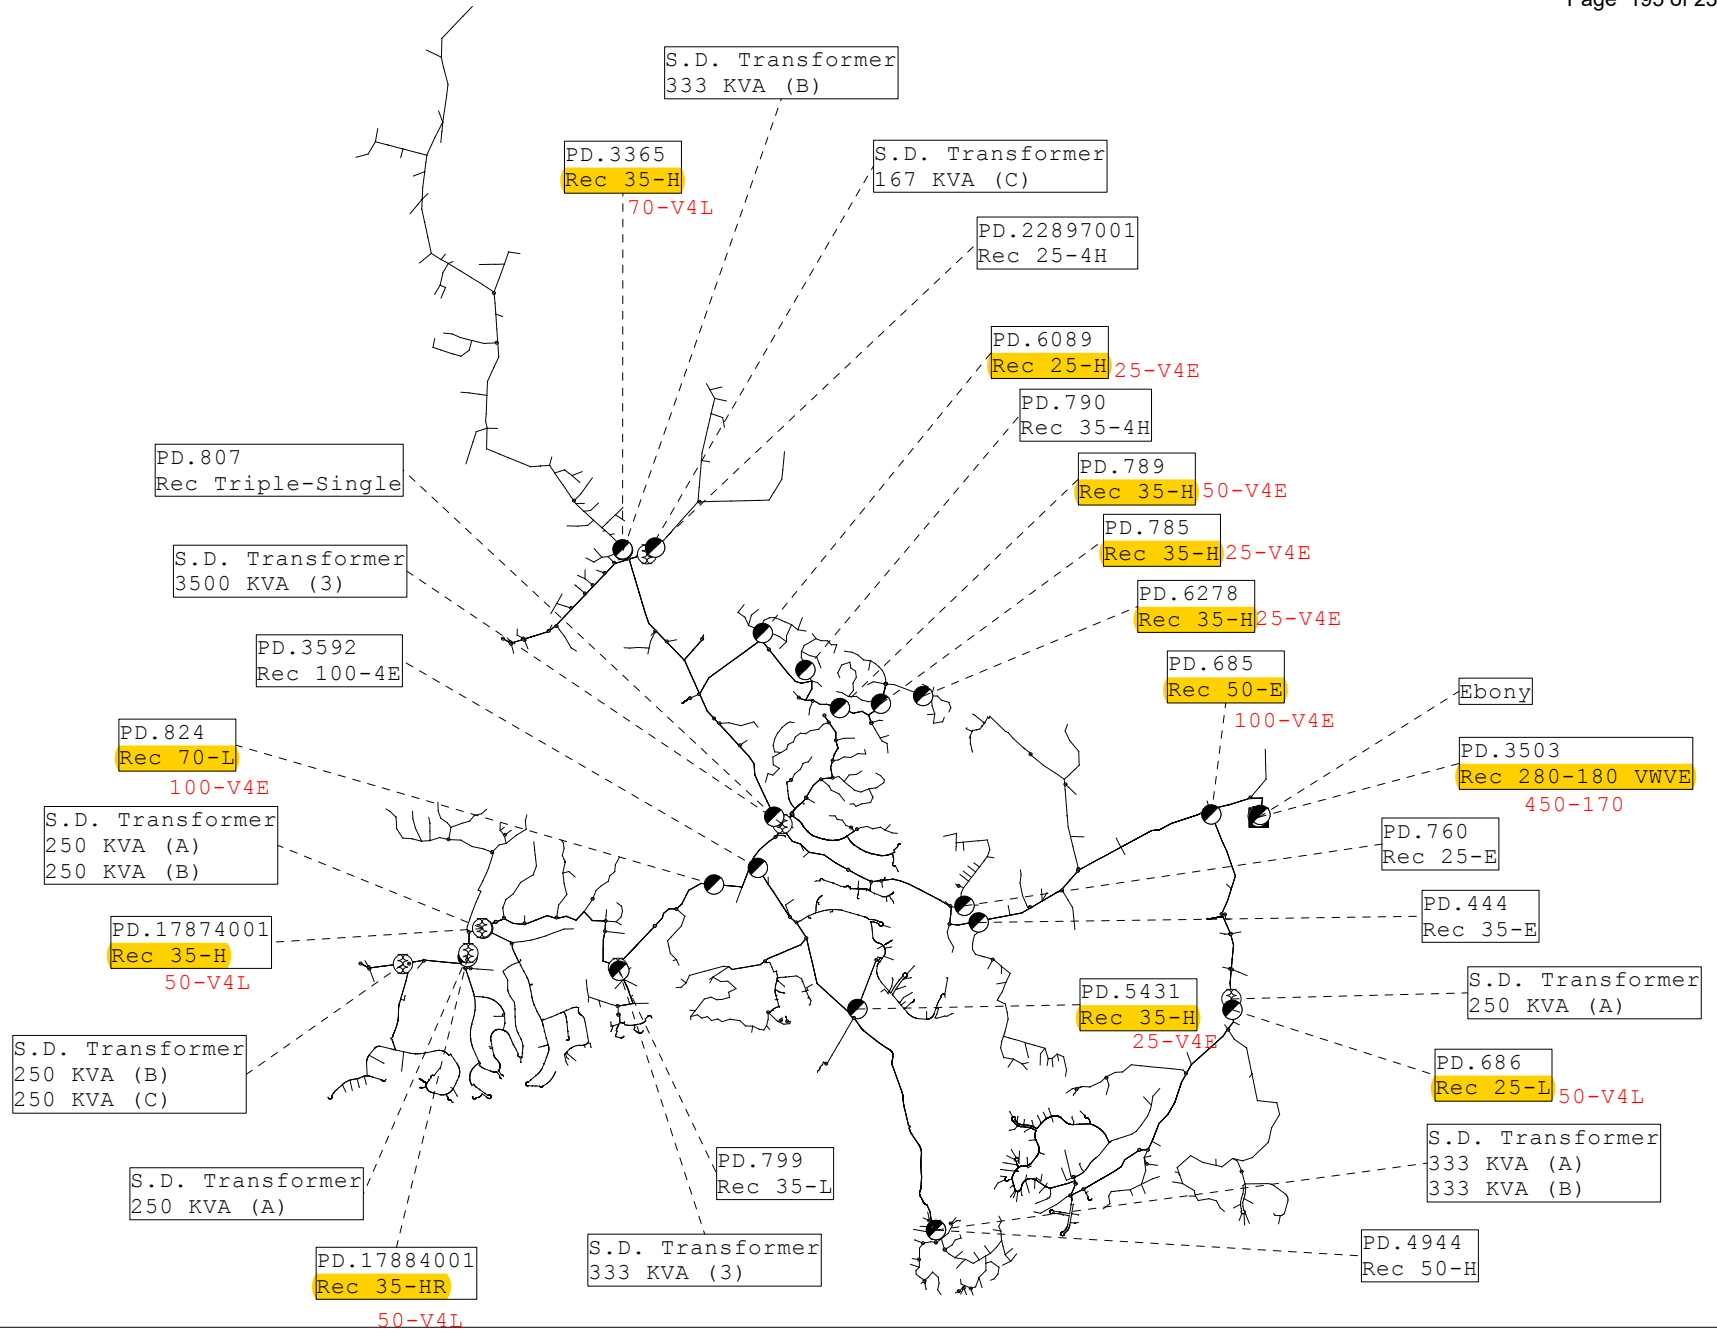 Page 195 of 23
S.D. Transformer
333 KVA (B)
PD.3365
Rec 35-H
70-V4L
S.D. Transformer
167 KVA (C)
PD.22897001
Rec 25-4H
PD.6089
Rec 25-H
25-V4E
PD.790
Rec 35-4H
PD.807
Rec Triple-Single
PD.789
Rec 35-H
50-V4E
PD.785
Rec 35-H
25-V4E
S.D. Transformer
3500 KVA (3)
PD.6278
Rec 35-H
25-V4E
PD.3592
Rec 100-4E
PD.685
Rec 50-E
100-V4E
Ebony
PD.824
Rec 70-L
100-V4E
PD.3503
Rec 280-180 VWVE
450-170
S.D. Transformer
250 KVA (A)
250 KVA (B)
PD.760
Rec 25-E
PD.17874001
Rec 35-H
50-V4L
PD.444
Rec 35-E
S.D. Transformer
250 KVA (A)
PD.5431
Rec 35-H
25-V4E
S.D. Transformer
250 KVA (B)
250 KVA (C)
PD.686
Rec 25-L
50-V4L
S.D. Transformer
333 KVA (A)
333 KVA (B)
PD.799
Rec 35-L
S.D. Transformer
250 KVA (A)
PD.17884001
Rec 35-HR
50-V4L
S.D. Transformer
333 KVA (3)
PD.4944
Rec 50-H